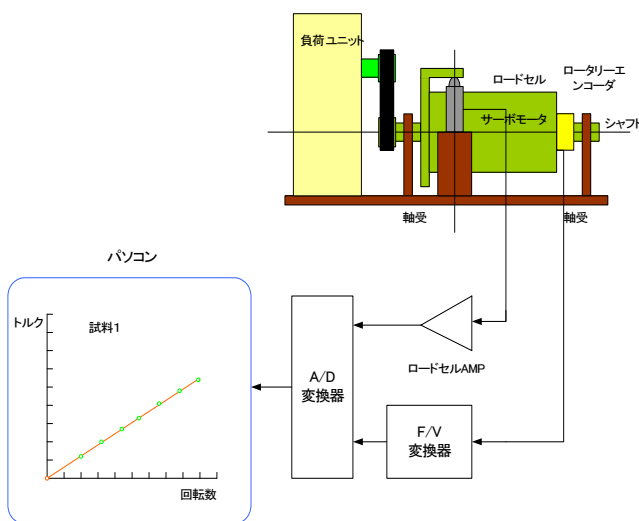 負荷ユニット
ロードセル
ロータリーエ
ンコーダ
サーボモータ
シャフト
軸受
軸受
パソコン
トルク
試料1
回転数
A/D
変換器
ロードセルAMP
F/V
変換器